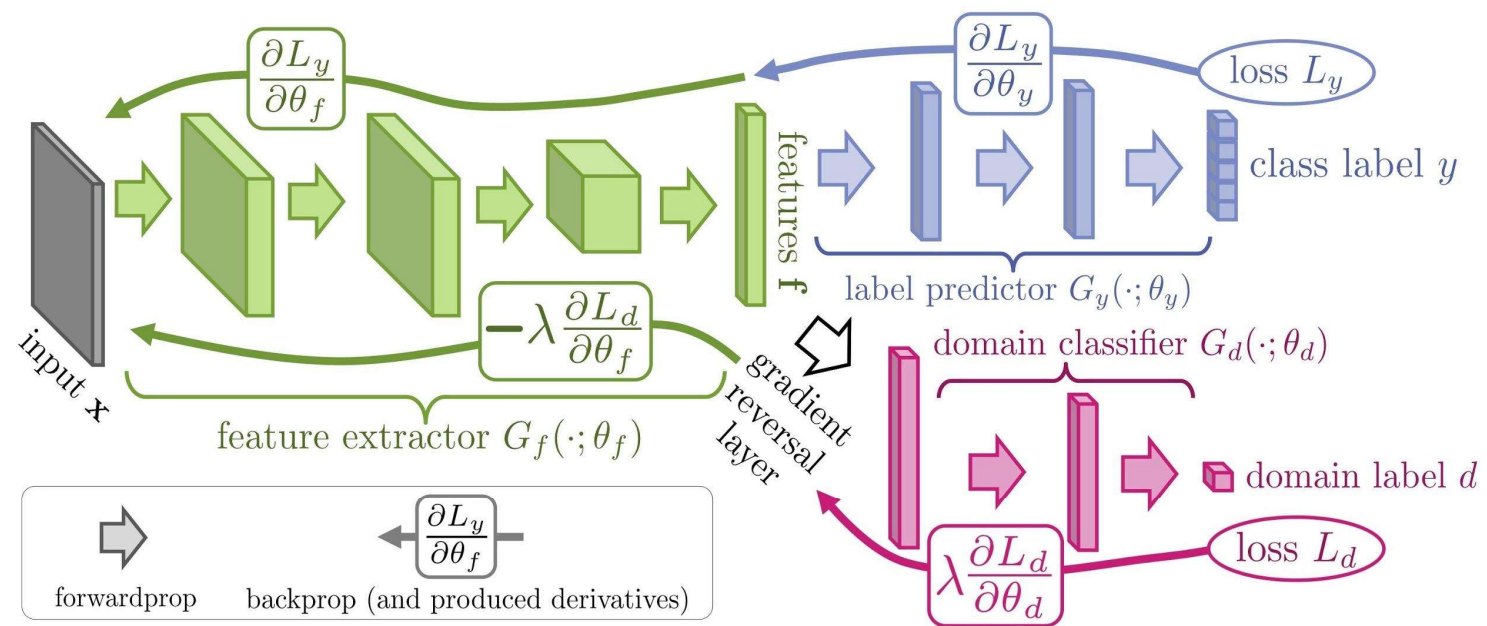 ∂L_y/∂θ_f
∂L_y/∂θ_y
loss L_y
features f
class label y
label predictor G_y(·; θ_y)
input x
−λ ∂L_d/∂θ_f
feature extractor G_f(·; θ_f)
gradient
reversal
layer
domain classifier G_d(·; θ_d)
domain label d
λ ∂L_d/∂θ_d
loss L_d
∂L_y/∂θ_f
forwardprop
backprop (and produced derivatives)